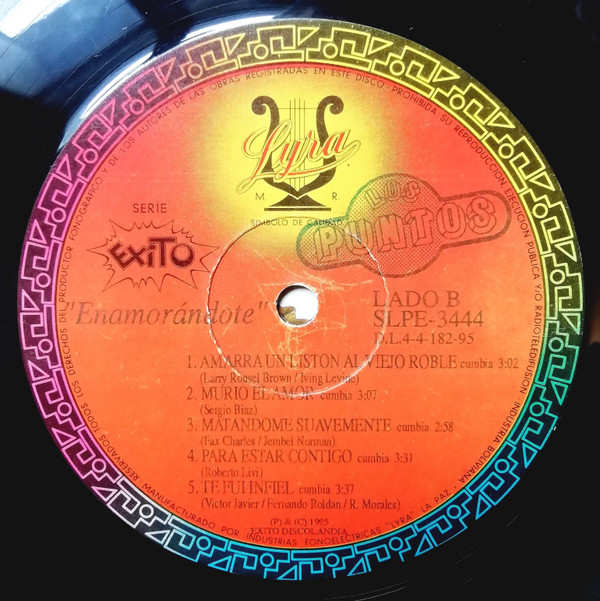 RESERVADOS TODOS LOS DERECHOS DEL PRODUCTOR FONOGRAFICO Y DE LOS AUTORES DE LAS OBRAS REGISTRADAS EN ESTE DISCO · PROHIBIDA SU REPRODUCCION EJECUCION PUBLICA Y/O RADIOTELEDIFUSION INDUSTRIA BOLIVIANA
Lyra
M. R.
SIMBOLO DE CALIDAD
SERIE
EXITO
LOS
PUNTOS
"Enamorándote"
LADO B
SLPE-3444
D.L.4-4-182-95
1. AMARRA UN LISTON AL VIEJO ROBLE cumbia 3:02
(Larry Rousel Brown / Iving Levine)
2. MURIO EL AMOR cumbia 3:07
(Sergio Biaz)
3. MATANDOME SUAVEMENTE cumbia 2:58
(Fax Charles / Jembel Norman)
4. PARA ESTAR CONTIGO cumbia 3:31
(Roberto Livi)
5. TE FUI INFIEL cumbia 3:37
(Victor Javier / Fernando Roldan / R. Morales)
(P) & (C) 1995
EXITO DISCOLANDIA
MANUFACTURADO POR INDUSTRIAS FONOELECTRICAS "LYRA" LA PAZ -